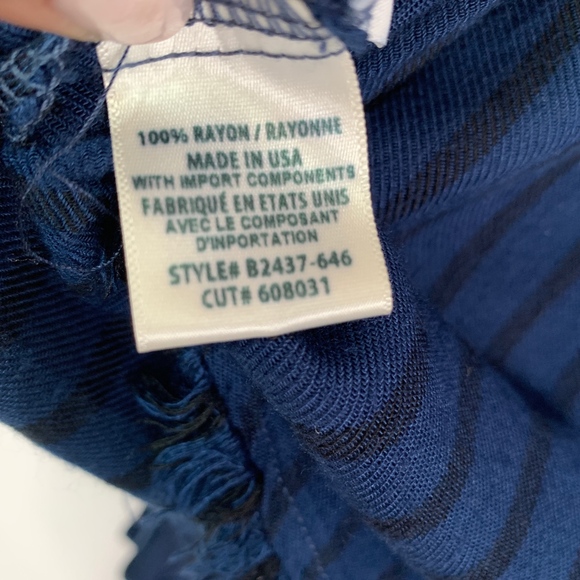 100% RAYON / RAYONNE
MADE IN USA
WITH IMPORT COMPONENTS
FABRIQUÉ EN ETATS UNIS
AVEC LE COMPOSANT
D'INPORTATION
STYLE# B2437-646
CUT# 608031